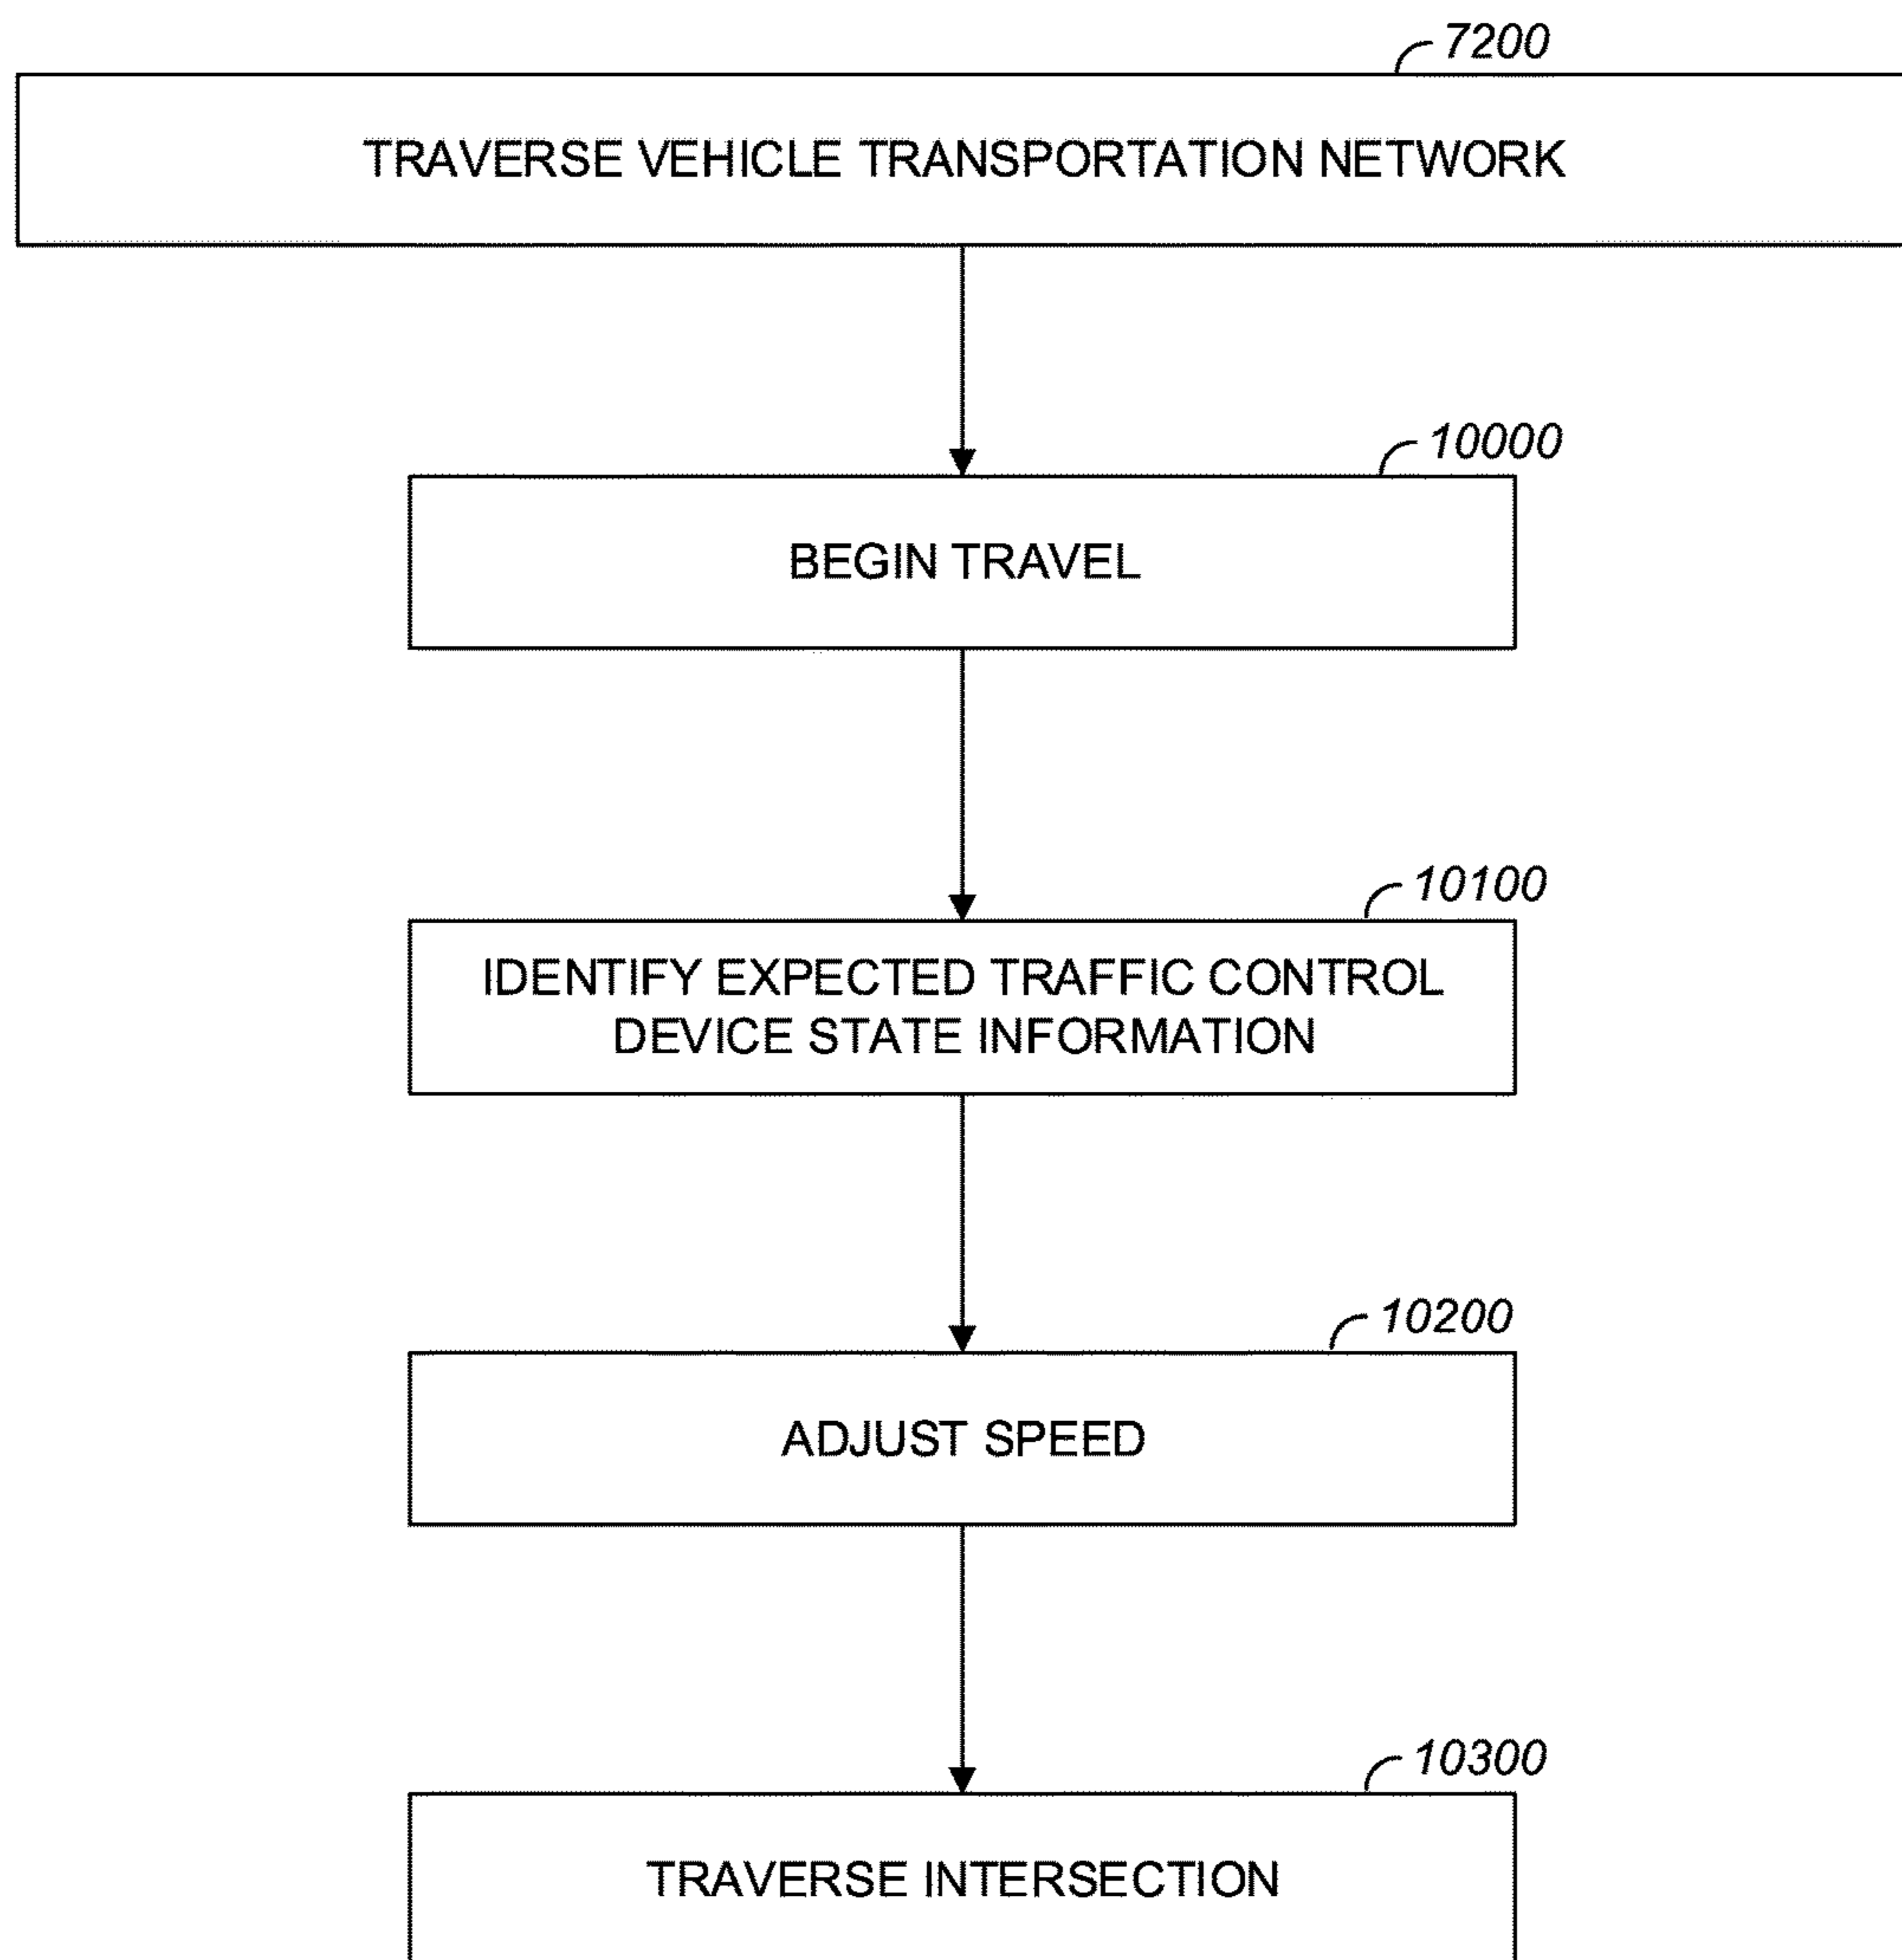 7200
TRAVERSE VEHICLE TRANSPORTATION NETWORK
10000
BEGIN TRAVEL
10100
IDENTIFY EXPECTED TRAFFIC CONTROL
DEVICE STATE INFORMATION
10200
ADJUST SPEED
10300
TRAVERSE INTERSECTION